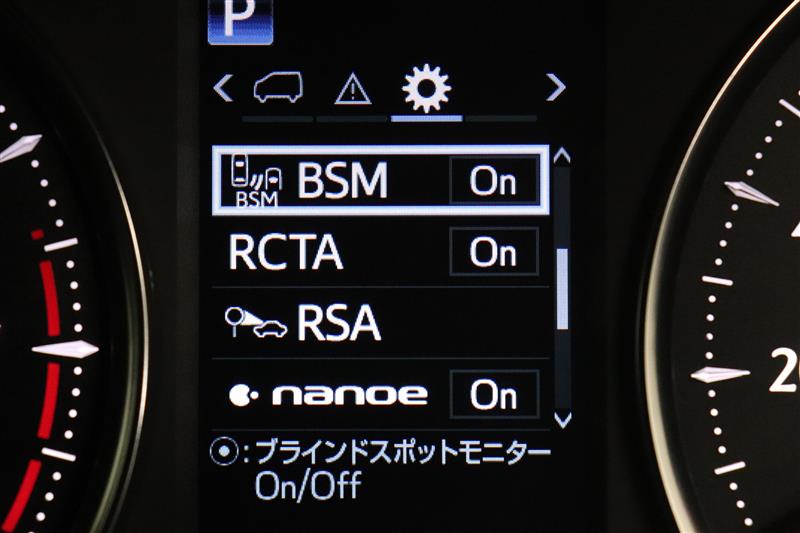 P
BSM BSM On
RCTA On
RSA
nanoe On
⦿:ブラインドスポットモニター
On/Off